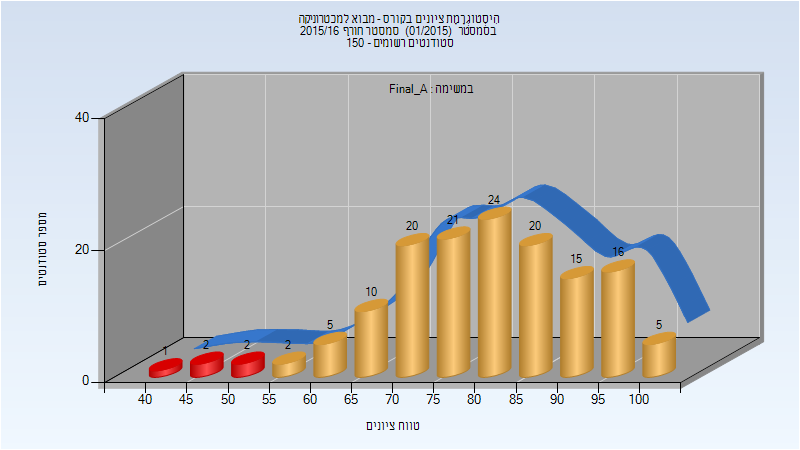 היסטוגרמת ציונים בקורס - מבוא למכטרוניקה
בסמסטר (01/2015) סמסטר חורף 2015/16
סטודנטים רשומים - 150
במשימה : Final_A
מספר סטודנטים
40
20
0
1
2
2
2
5
10
20
21
24
20
15
16
5
40 45 50 55 60 65 70 75 80 85 90 95 100
טווח ציונים